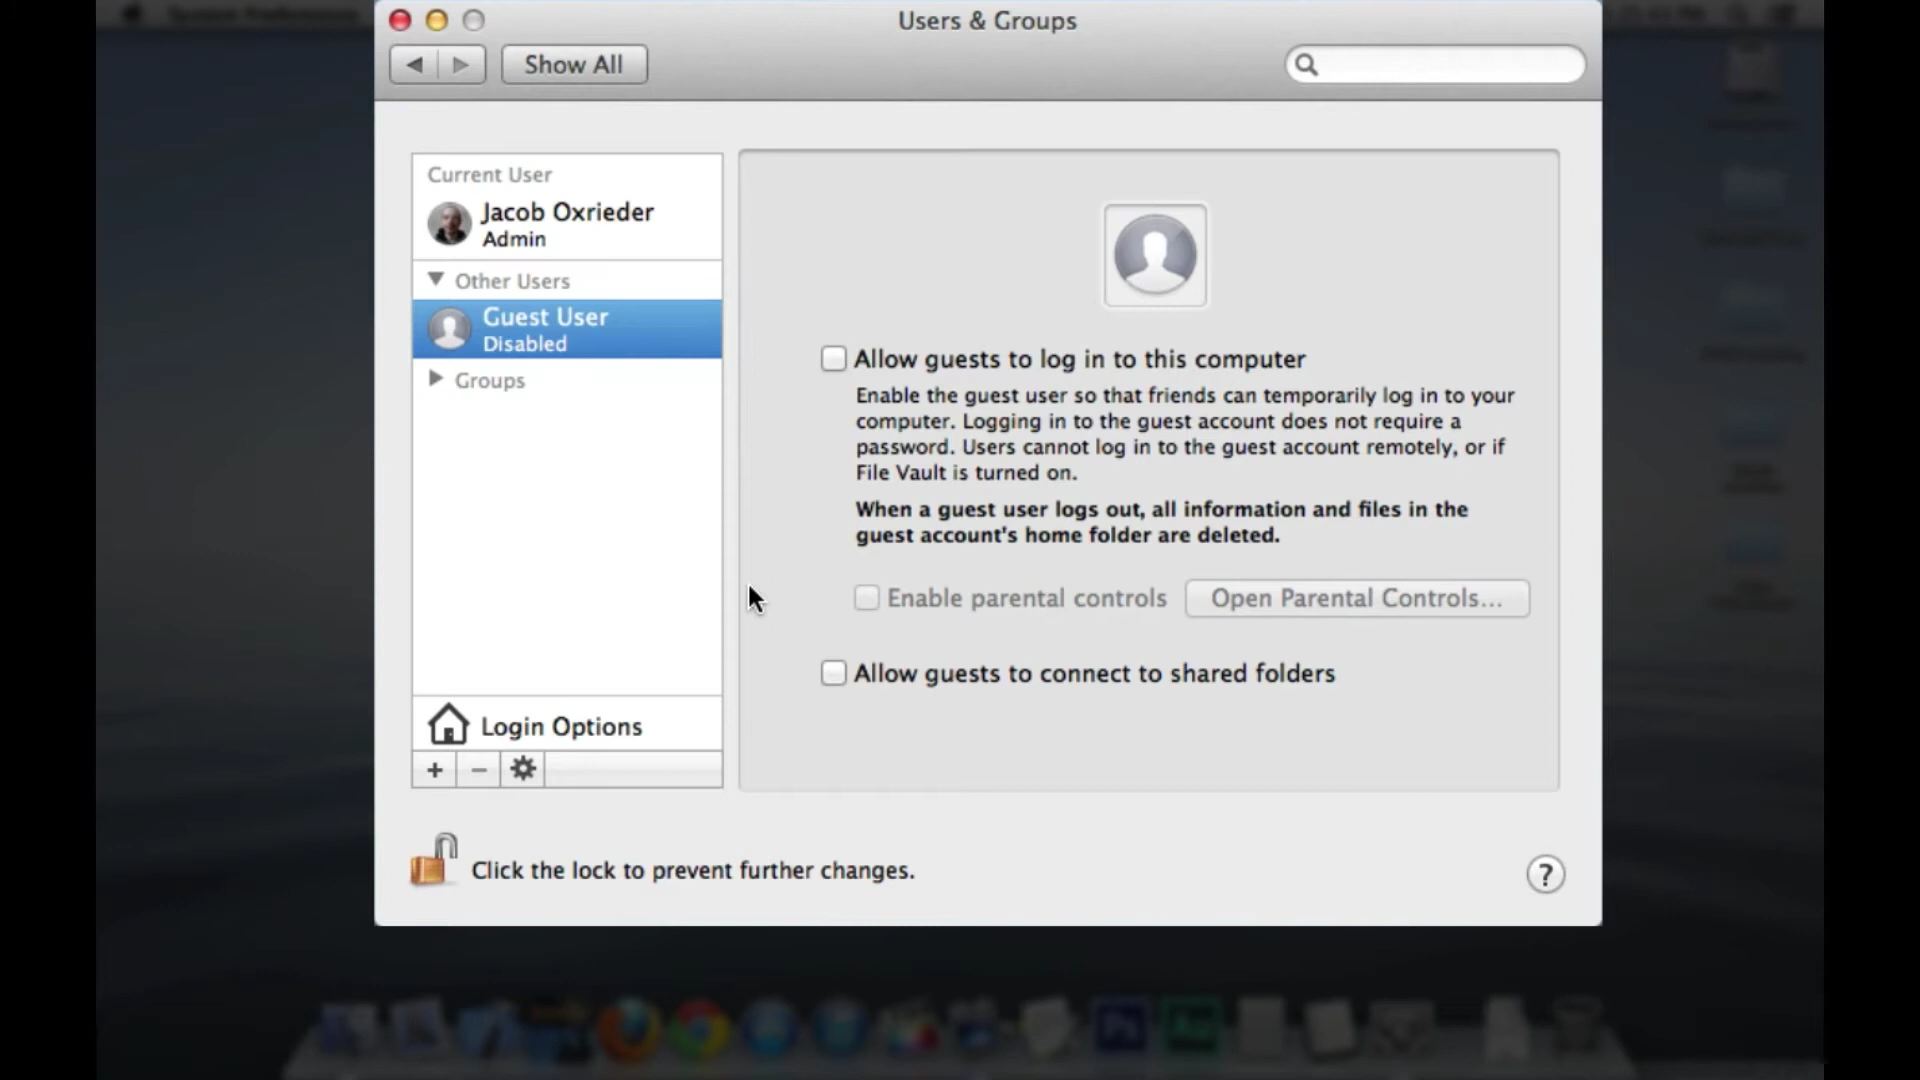 Users & Groups
Show All
Current User
Jacob Oxrieder
Admin
Other Users
Guest User
Disabled
Groups
Login Options
Allow guests to log in to this computer
Enable the guest user so that friends can temporarily log in to your
computer. Logging in to the guest account does not require a
password. Users cannot log in to the guest account remotely, or if
File Vault is turned on.
When a guest user logs out, all information and files in the
guest account's home folder are deleted.
Enable parental controls
Open Parental Controls...
Allow guests to connect to shared folders
Click the lock to prevent further changes.
?